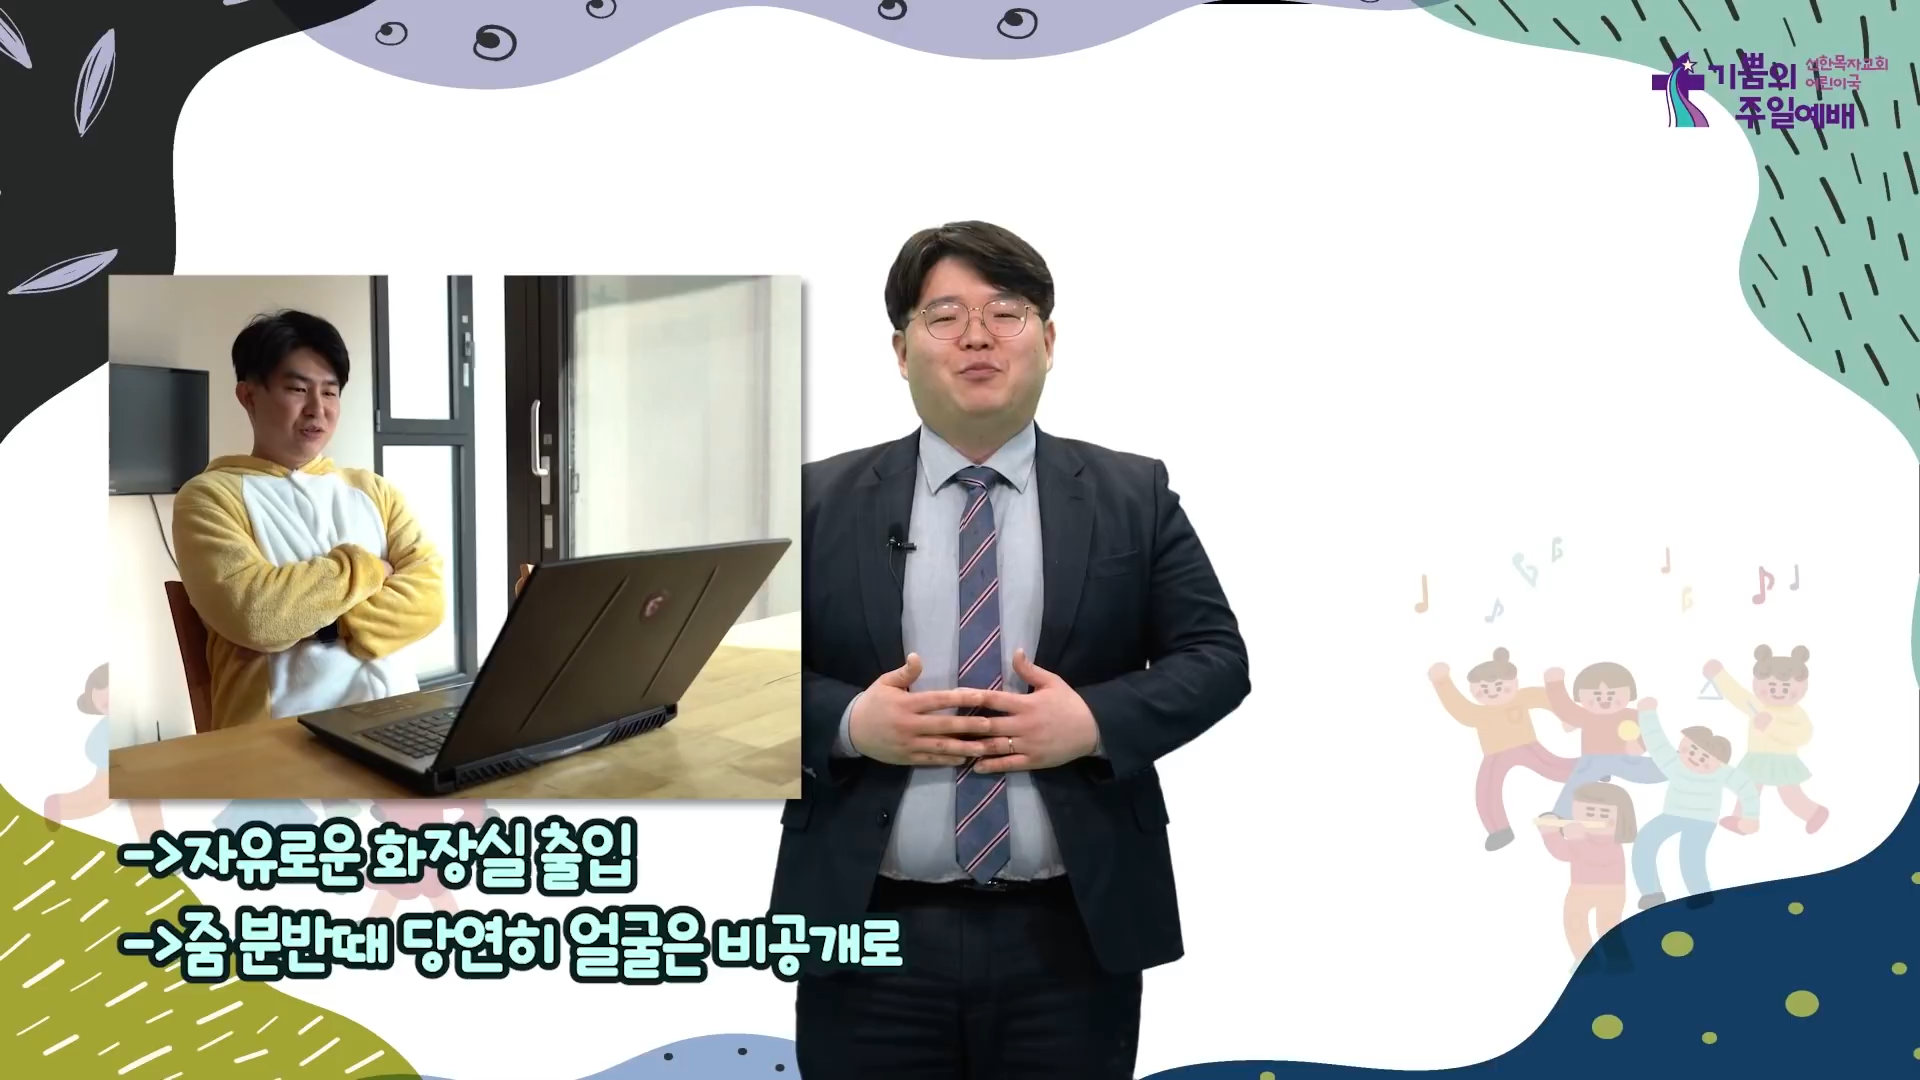 기쁨의
주일예배
선한목자교회
어린이국
->자유로운 화장실 출입
->줌 분반때 당연히 얼굴은 비공개로